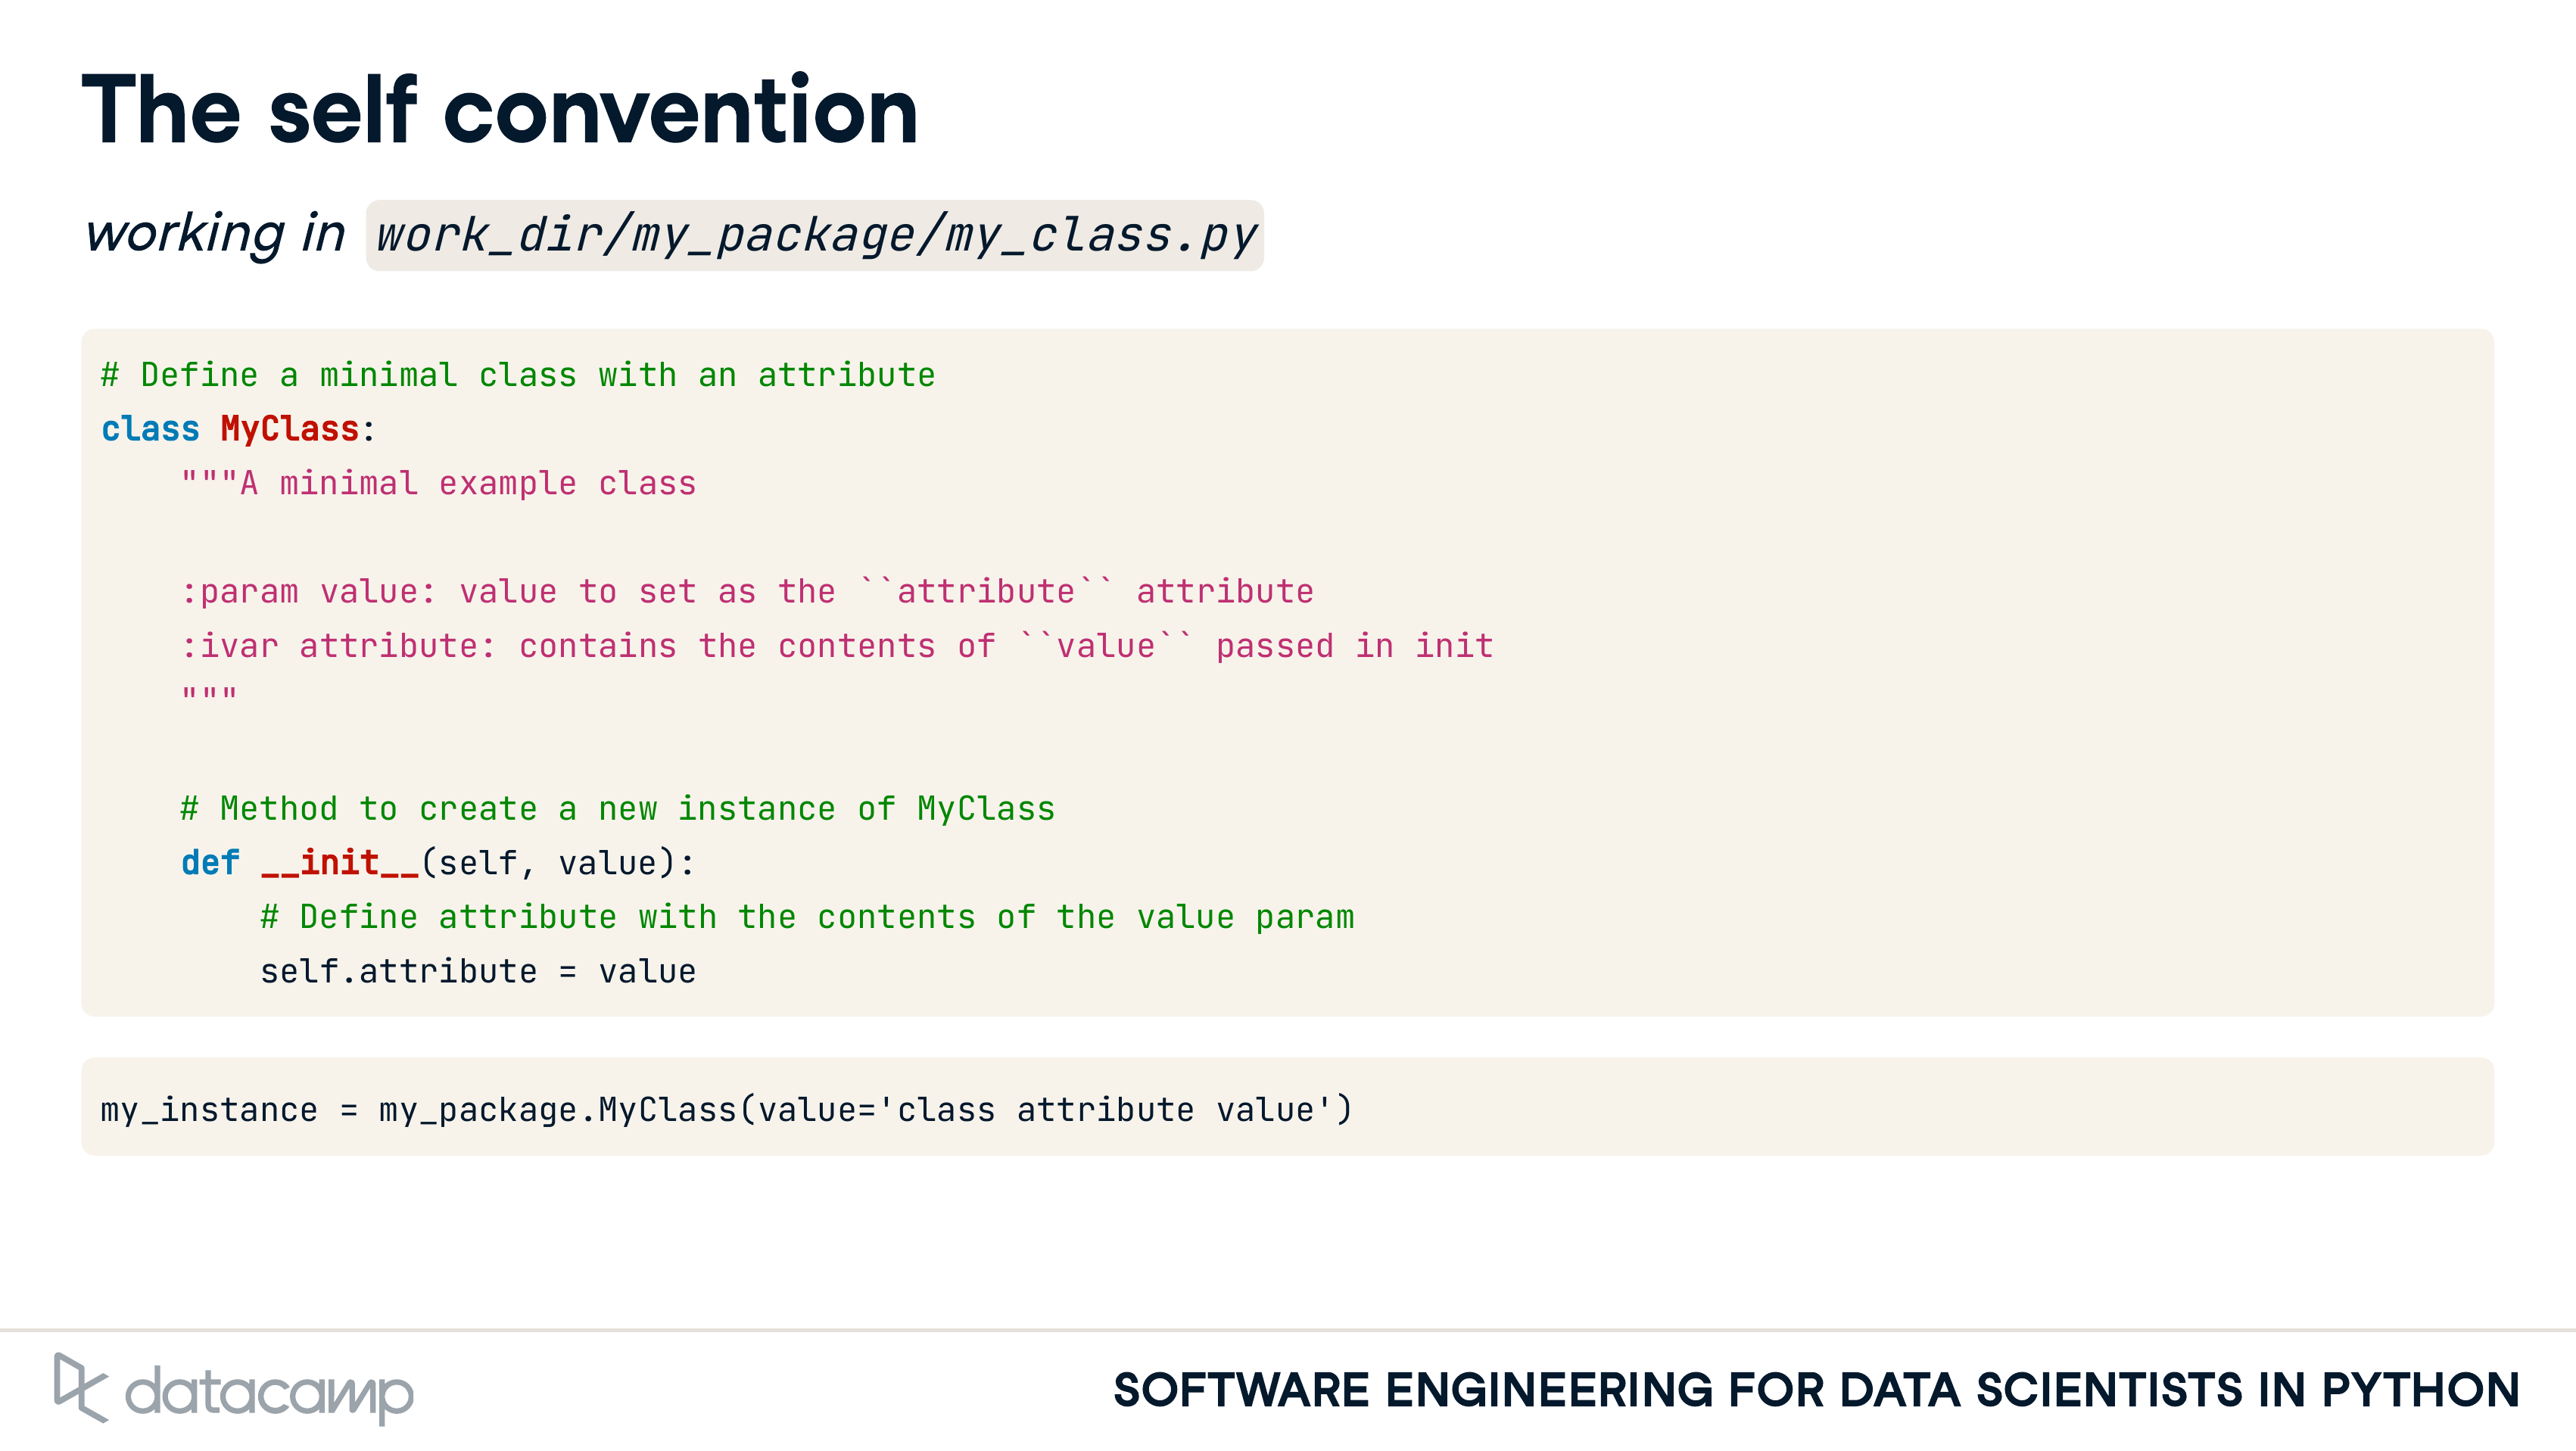 The self convention
working in work_dir/my_package/my_class.py
# Define a minimal class with an attribute
class MyClass:
    """A minimal example class

    :param value: value to set as the ``attribute`` attribute
    :ivar attribute: contains the contents of ``value`` passed in init
    """

    # Method to create a new instance of MyClass
    def __init__(self, value):
        # Define attribute with the contents of the value param
        self.attribute = value
my_instance = my_package.MyClass(value='class attribute value')
datacamp
SOFTWARE ENGINEERING FOR DATA SCIENTISTS IN PYTHON